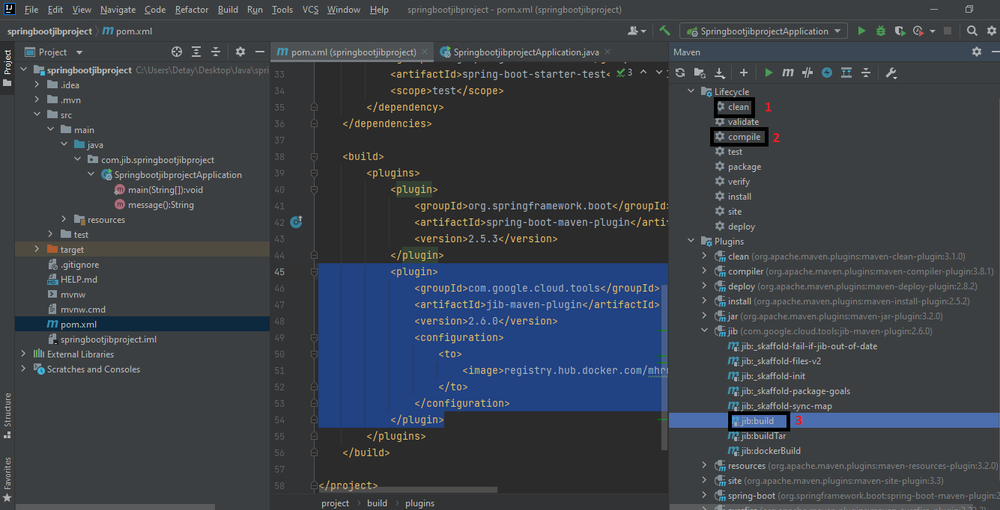 File Edit View Navigate Code Refactor Build Run Tools VCS Window Help springbootjibproject - pom.xml (springbootjibproject)
springbootjibproject m pom.xml SpringbootjibprojectApplication
Project
Project
springbootjibproject C:\Users\Detay\Desktop\Java\spri
.idea
.mvn
src
main
java
com.jib.springbootjibproject
SpringbootjibprojectApplication
m main(String[]):void
m message():String
resources
test
target
.gitignore
HELP.md
mvnw
mvnw.cmd
m pom.xml
springbootjibproject.iml
External Libraries
Scratches and Consoles
Structure
Favorites
m pom.xml (springbootjibproject) SpringbootjibprojectApplication.java
3
33 <artifactId>spring-boot-starter-test<
34 <scope>test</scope>
35 </dependency>
36 </dependencies>
37
38 <build>
39 <plugins>
40 <plugin>
41 <groupId>org.springframework.boot</groupId>
42 <artifactId>spring-boot-maven-plugin</artif
43 <version>2.5.3</version>
44 </plugin>
45 <plugin>
46 <groupId>com.google.cloud.tools</groupId>
47 <artifactId>jib-maven-plugin</artifactId>
48 <version>2.6.0</version>
49 <configuration>
50 <to>
51 <image>registry.hub.docker.com/mhrr
52 </to>
53 </configuration>
54 </plugin>
55 </plugins>
56 </build>
57
58 </project>
project build plugins
Maven
m
Lifecycle
clean 1
validate
compile 2
test
package
verify
install
site
deploy
Plugins
clean (org.apache.maven.plugins:maven-clean-plugin:3.1.0)
compiler (org.apache.maven.plugins:maven-compiler-plugin:3.8.1)
deploy (org.apache.maven.plugins:maven-deploy-plugin:2.8.2)
install (org.apache.maven.plugins:maven-install-plugin:2.5.2)
jar (org.apache.maven.plugins:maven-jar-plugin:3.2.0)
jib (com.google.cloud.tools:jib-maven-plugin:2.6.0)
jib:_skaffold-fail-if-jib-out-of-date
jib:_skaffold-files-v2
jib:_skaffold-init
jib:_skaffold-package-goals
jib:_skaffold-sync-map
jib:build 3
jib:buildTar
jib:dockerBuild
resources (org.apache.maven.plugins:maven-resources-plugin:3.2.0)
site (org.apache.maven.plugins:maven-site-plugin:3.3)
spring-boot (org.springframework.boot:spring-boot-maven-plugin:2